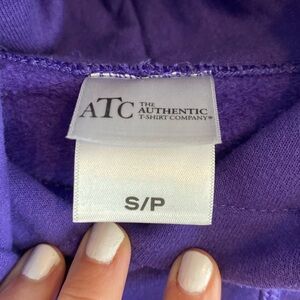 ATC THE
AUTHENTIC
T-SHIRT COMPANY®
S/P